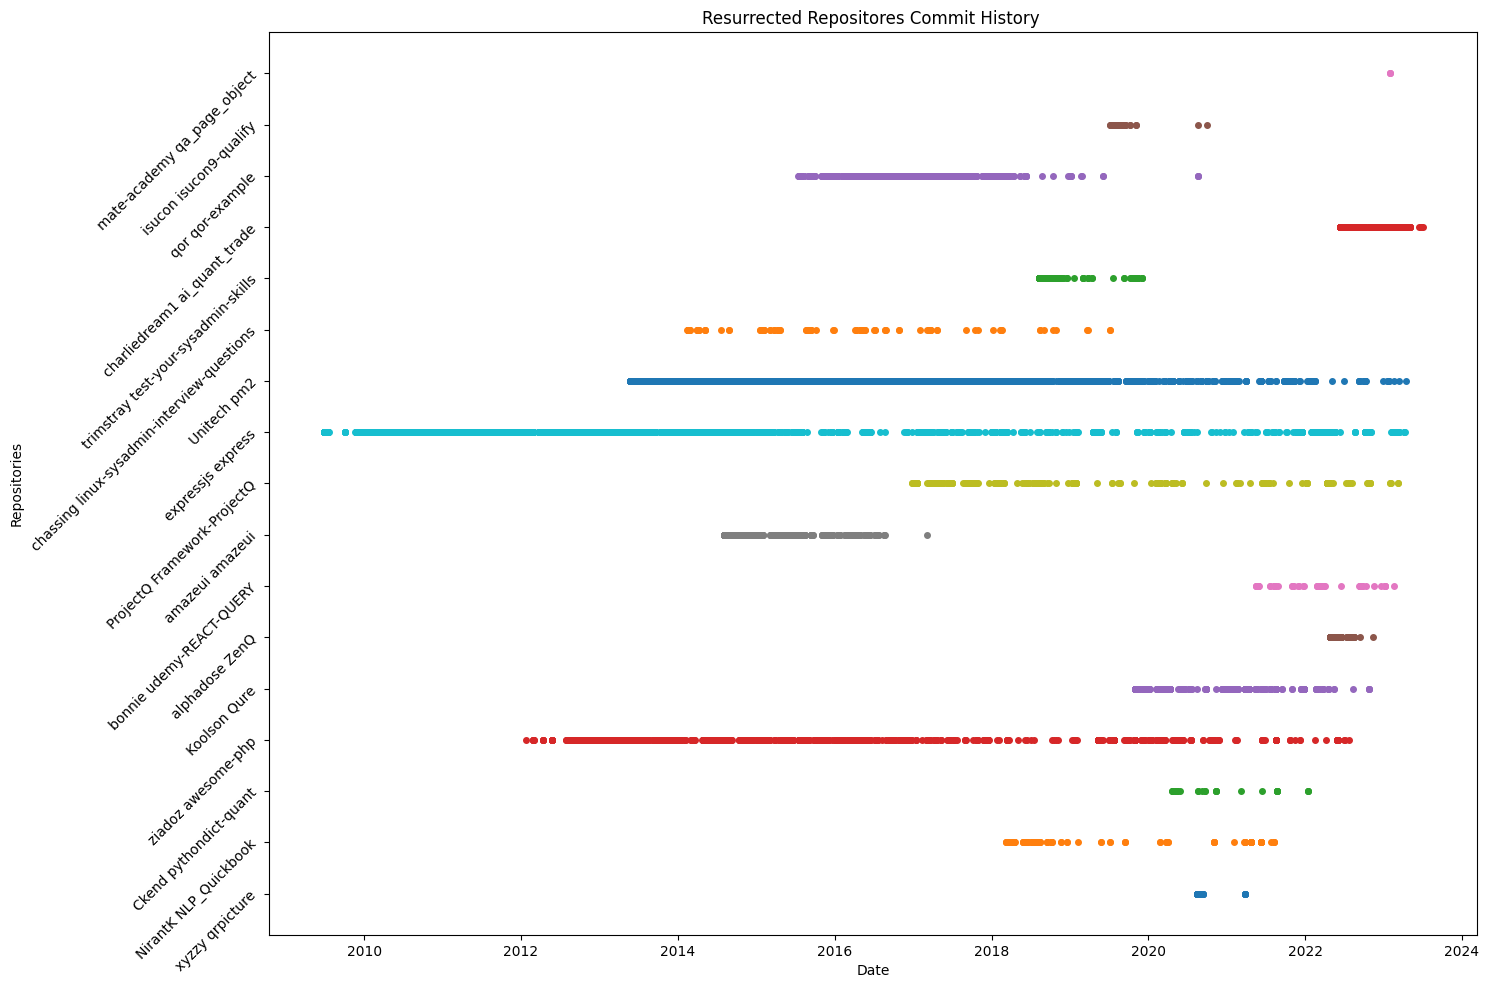 Resurrected Repositores Commit History
mate-academy qa_page_object
isucon isucon9-qualify
qor qor-example
charliedream1 ai_quant_trade
trimstray test-your-sysadmin-skills
chassing linux-sysadmin-interview-questions
Unitech pm2
expressjs express
ProjectQ Framework-ProjectQ
amazeui amazeui
bonnie udemy-REACT-QUERY
alphadose ZenQ
Koolson Qure
ziadoz awesome-php
Ckend pythondict-quant
NirantK NLP_Quickbook
xyzzy qrpicture
Repositories
2010 2012 2014 2016 2018 2020 2022 2024
Date